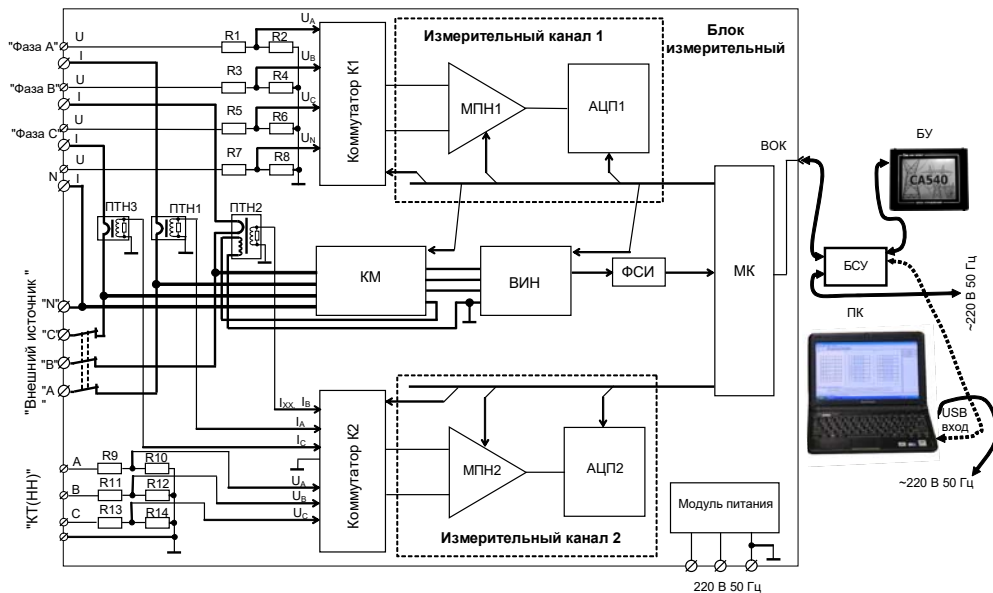 "Фаза A"
U
I
"Фаза B"
U
I
"Фаза C"
U
I
N
U
I
R1
R2
R3
R4
R5
R6
R7
R8
UA
UB
UC
UN
Коммутатор К1
Измерительный канал 1
МПН1
АЦП1
Блок
измерительный
ВОК
БУ
CA540
БСУ
~220 В 50 Гц
ПТН3
ПТН1
ПТН2
КМ
ВИН
ФСИ
МК
"Внешний источник"
"N"
"C"
"B"
"A
"
ПК
USB
вход
~220 В 50 Гц
IXX, IB
IA
IC
UA
UB
UC
Коммутатор К2
МПН2
АЦП2
Измерительный канал 2
"КТ(НН)"
A
B
C
R9
R10
R11
R12
R13
R14
Модуль питания
220 В 50 Гц